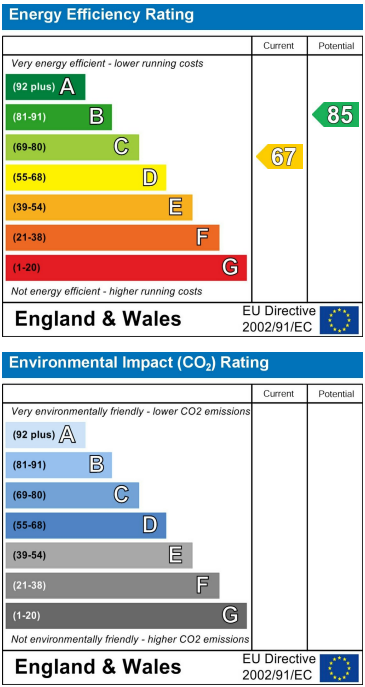 Energy Efficiency Rating
Current Potential
Very energy efficient - lower running costs
(92 plus) A
(81-91) B
(69-80) C
(55-68) D
(39-54) E
(21-38) F
(1-20) G
67
85
Not energy efficient - higher running costs
England & Wales
EU Directive
2002/91/EC
Environmental Impact (CO₂) Rating
Current Potential
Very environmentally friendly - lower CO2 emissions
(92 plus) A
(81-91) B
(69-80) C
(55-68) D
(39-54) E
(21-38) F
(1-20) G
Not environmentally friendly - higher CO2 emissions
England & Wales
EU Directive
2002/91/EC